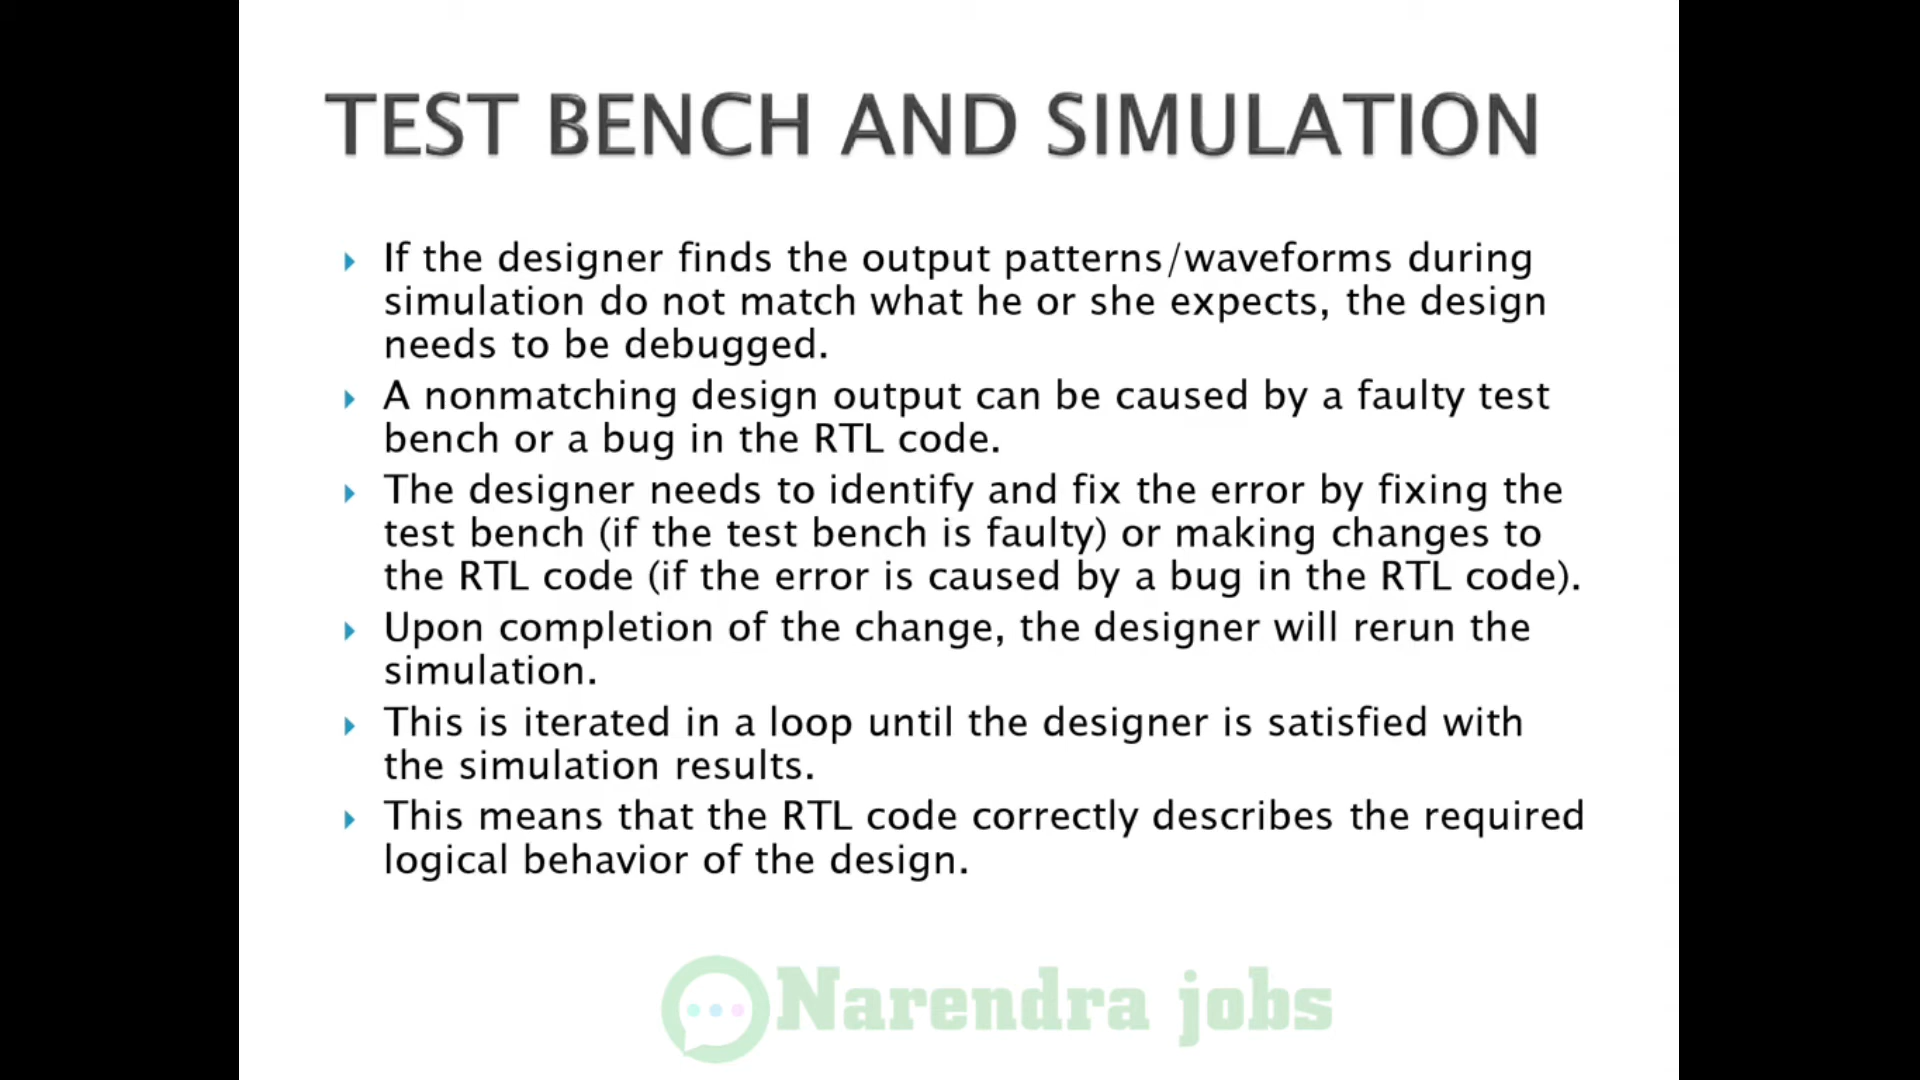 TEST BENCH AND SIMULATION
If the designer finds the output patterns/waveforms during
simulation do not match what he or she expects, the design
needs to be debugged.
A nonmatching design output can be caused by a faulty test
bench or a bug in the RTL code.
The designer needs to identify and fix the error by fixing the
test bench (if the test bench is faulty) or making changes to
the RTL code (if the error is caused by a bug in the RTL code).
Upon completion of the change, the designer will rerun the
simulation.
This is iterated in a loop until the designer is satisfied with
the simulation results.
This means that the RTL code correctly describes the required
logical behavior of the design.
Narendra jobs